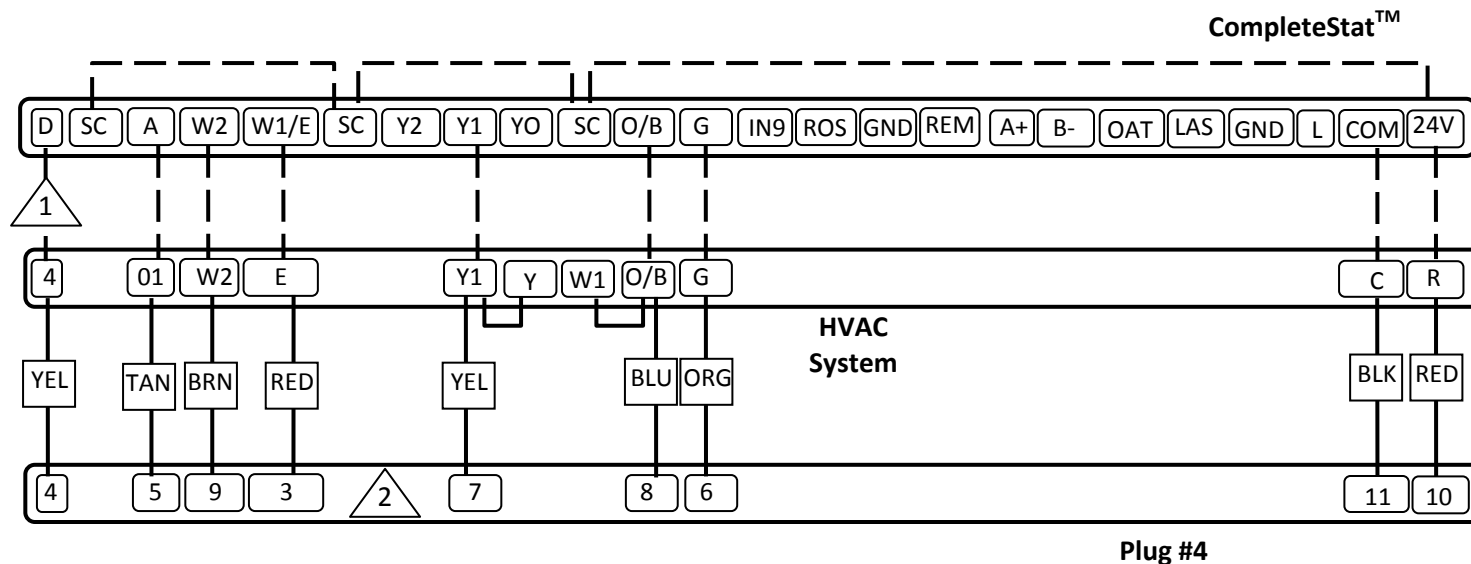 CompleteStat™
D SC A W2 W1/E SC Y2 Y1 YO SC O/B G IN9 ROS GND REM A+ B- OAT LAS GND L COM 24V
1
4 01 W2 E Y1 Y W1 O/B G C R
HVAC
System
YEL TAN BRN RED YEL BLU ORG BLK RED
4 5 9 3 2 7 8 6 11 10
Plug #4